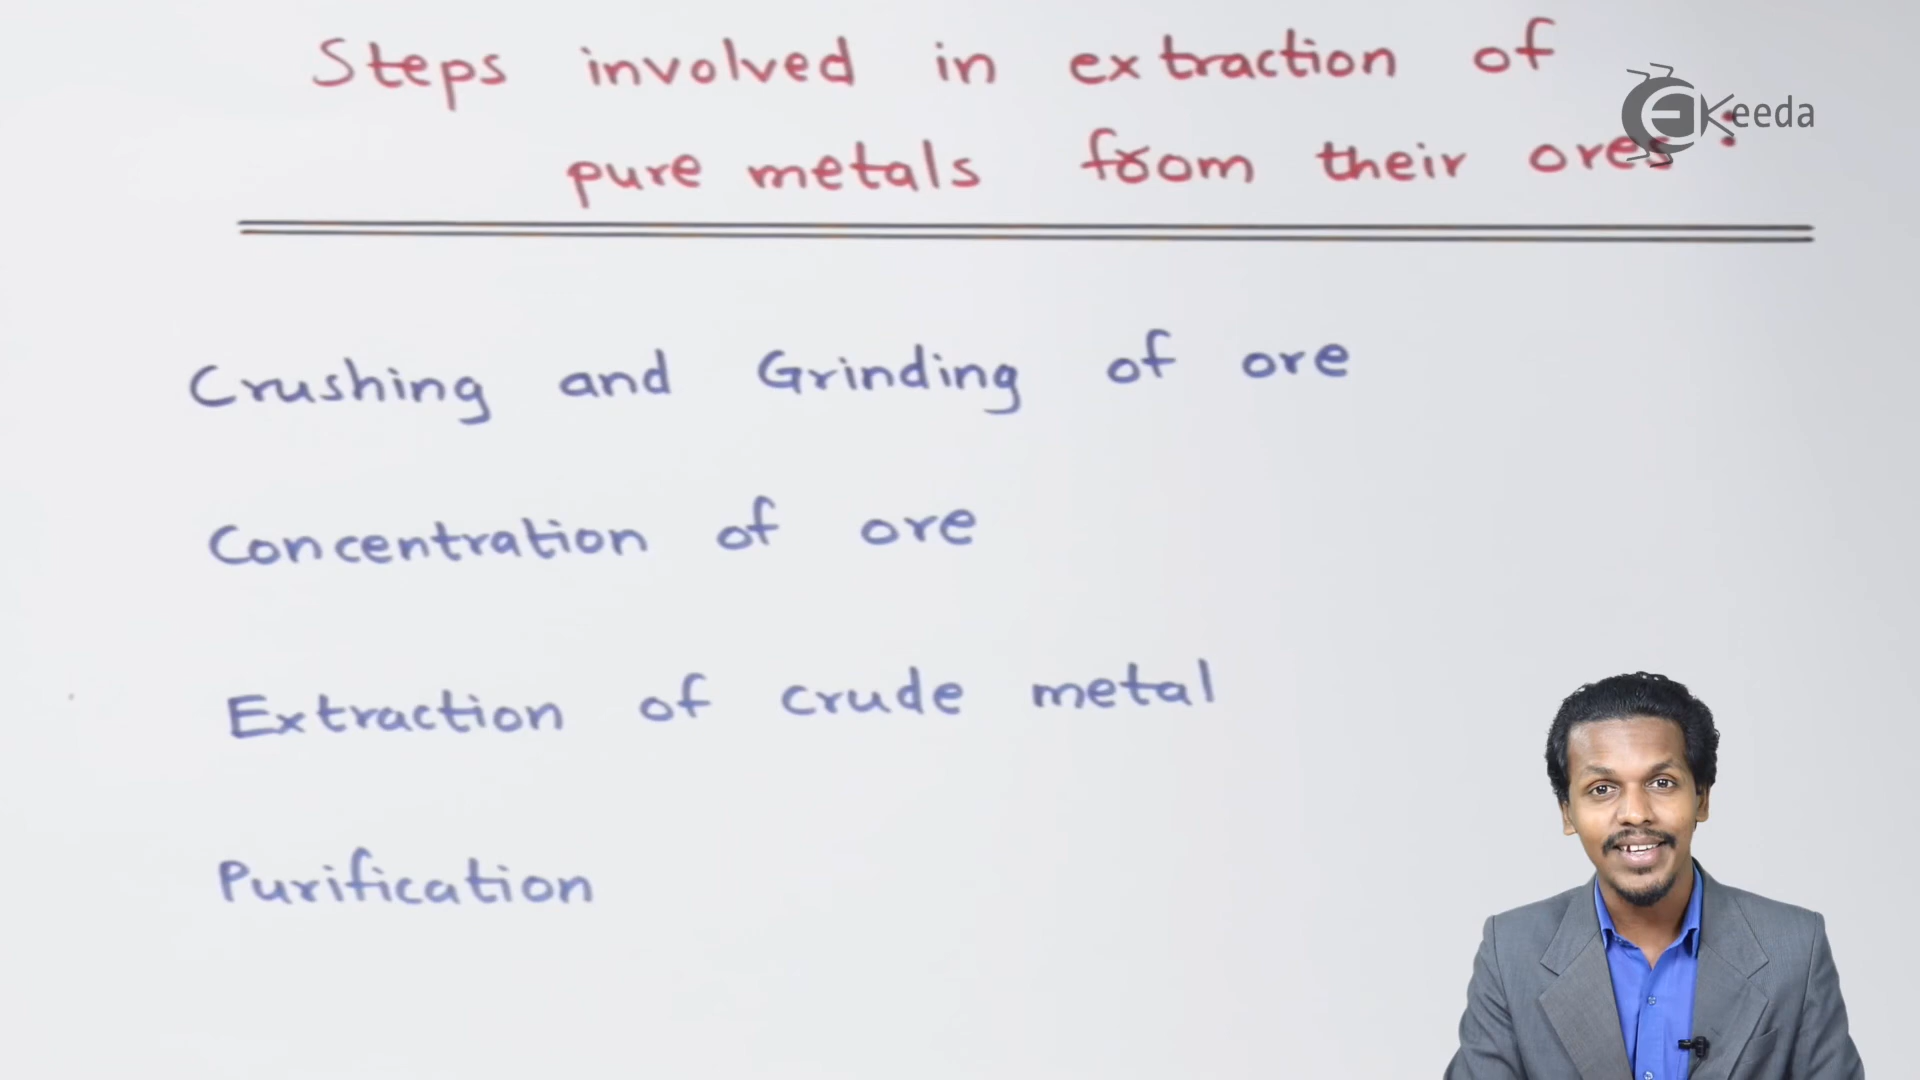 Steps involved in extraction of
EKeeda
pure metals from their ores :
Crushing and Grinding of ore
Concentration of ore
Extraction of crude metal
Purification